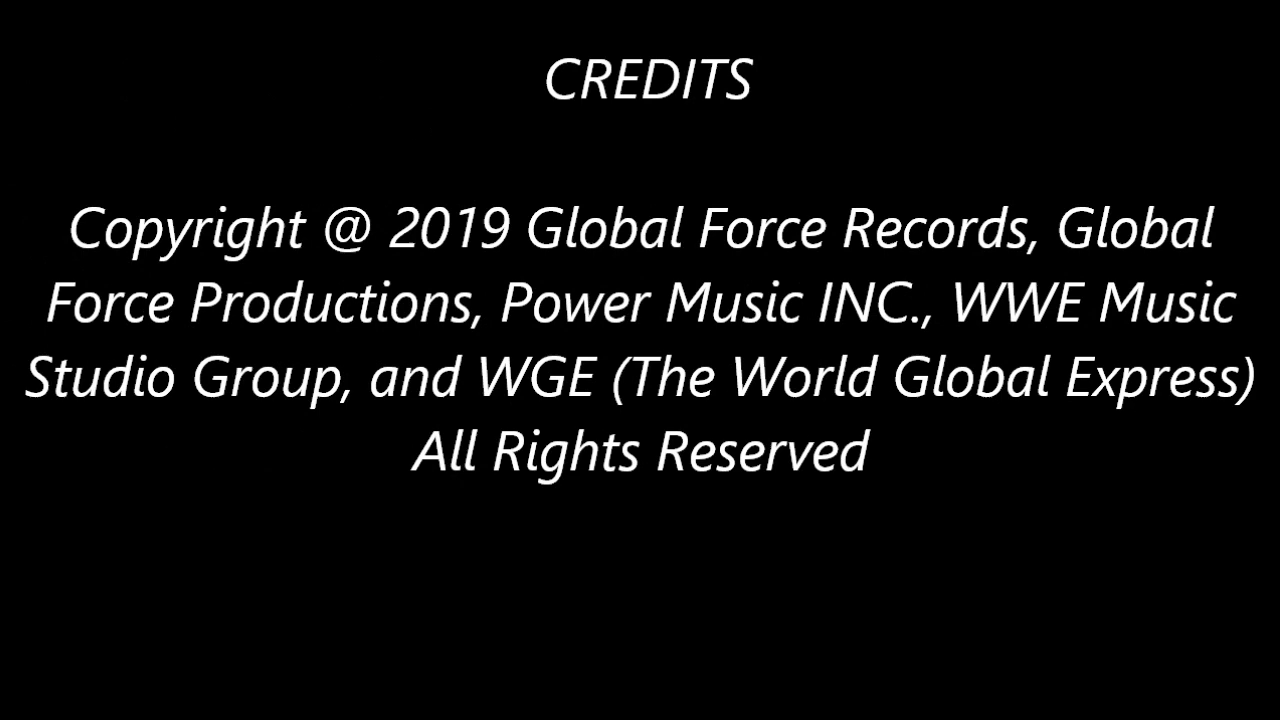 CREDITS
Copyright @ 2019 Global Force Records, Global
Force Productions, Power Music INC., WWE Music
Studio Group, and WGE (The World Global Express)
All Rights Reserved